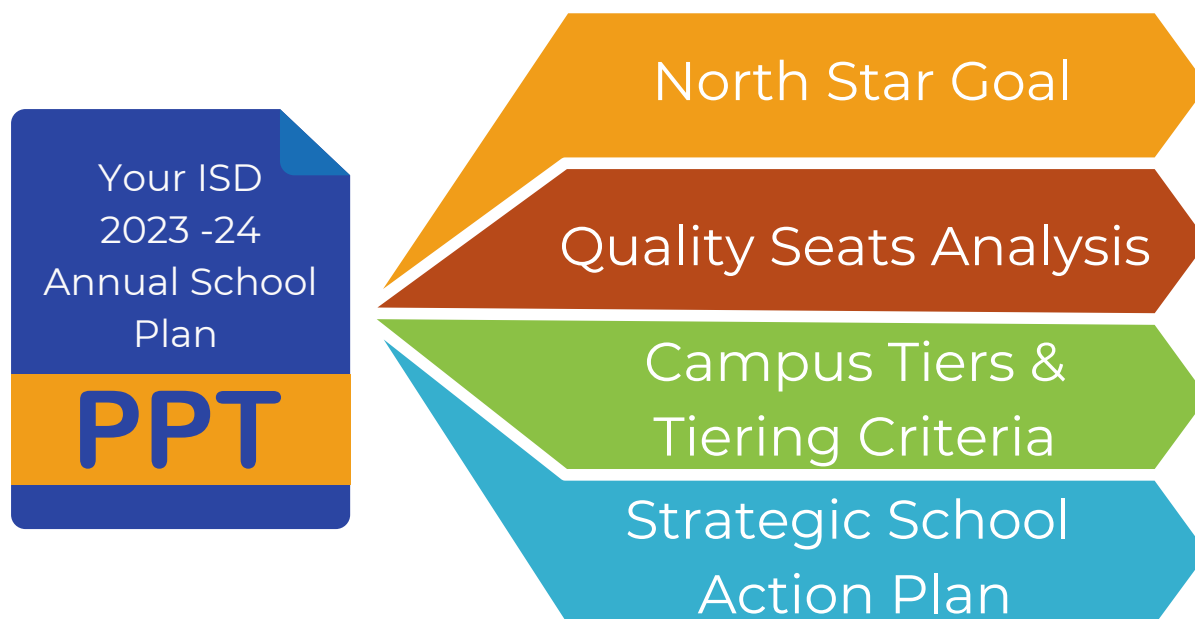 Your ISD
2023 -24
Annual School
Plan
PPT
North Star Goal
Quality Seats Analysis
Campus Tiers &
Tiering Criteria
Strategic School
Action Plan